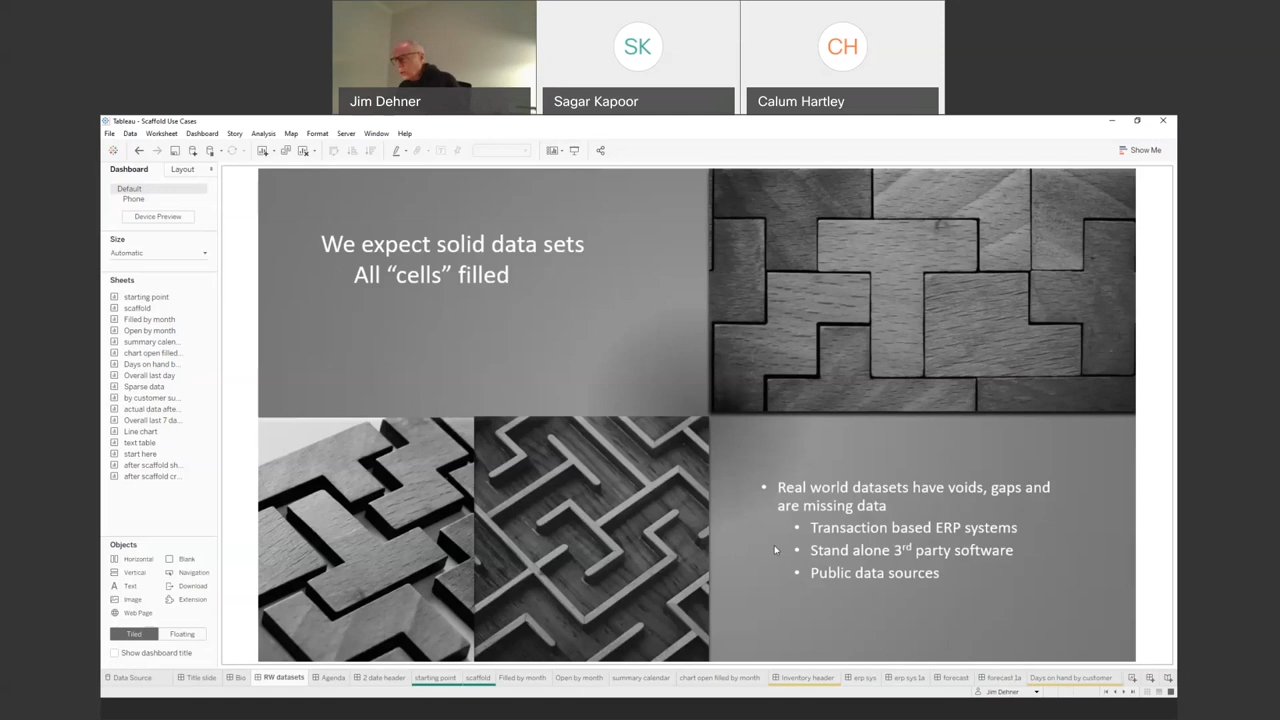 SK
CH
Jim Dehner
Sagar Kapoor
Calum Hartley
Tableau - Scaffold Use Cases
File Data Worksheet Dashboard Story Analysis Map Format Server Window Help
Show Me
Dashboard Layout
Default
Phone
Device Preview
Size
Automatic
Sheets
starting point
scaffold
Filled by month
Open by month
summary calen...
chart open filled...
Days on hand b...
Overall last day
Sparse data
by customer su...
actual data afte...
Overall last 7 da...
Line chart
text table
start here
after scaffold sh...
after scaffold cr...
Objects
Horizontal Blank
Vertical Navigation
Text Download
Image Extension
Web Page
Tiled Floating
Show dashboard title
We expect solid data sets
All “cells” filled
• Real world datasets have voids, gaps and
are missing data
• Transaction based ERP systems
• Stand alone 3rd party software
• Public data sources
Data Source Title slide Bio RW datasets Agenda 2 date header starting point scaffold Filled by month Open by month summary calendar chart open filled by month Inventory header erp sys erp sys 1a forecast forecast 1a Days on hand by customer
Jim Dehner